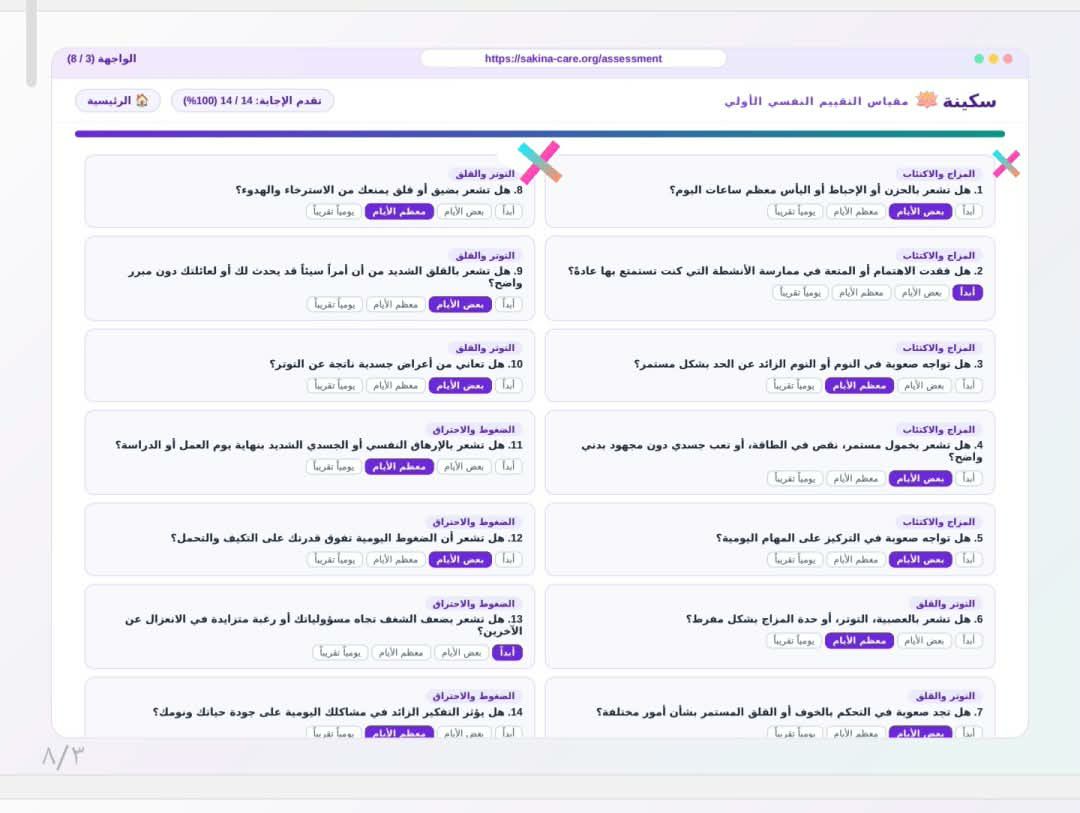 الواجهة (3 / 8)
https://sakina-care.org/assessment
سكينة
مقياس التقييم النفسي الأولي
تقدم الإجابة: 14 / 14 (100%)
الرئيسية
المزاج والاكتئاب
1. هل تشعر بالحزن أو الإحباط أو اليأس معظم ساعات اليوم؟
أبداً بعض الأيام معظم الأيام يومياً تقريباً
المزاج والاكتئاب
2. هل فقدت الاهتمام أو المتعة في ممارسة الأنشطة التي كنت تستمتع بها عادةً؟
أبداً بعض الأيام معظم الأيام يومياً تقريباً
المزاج والاكتئاب
3. هل تواجه صعوبة في النوم أو النوم الزائد عن الحد بشكل مستمر؟
أبداً بعض الأيام معظم الأيام يومياً تقريباً
المزاج والاكتئاب
4. هل تشعر بخمول مستمر، نقص في الطاقة، أو تعب جسدي دون مجهود بدني
واضح؟
أبداً بعض الأيام معظم الأيام يومياً تقريباً
المزاج والاكتئاب
5. هل تواجه صعوبة في التركيز على المهام اليومية؟
أبداً بعض الأيام معظم الأيام يومياً تقريباً
التوتر والقلق
6. هل تشعر بالعصبية، التوتر، أو حدة المزاج بشكل مفرط؟
أبداً بعض الأيام معظم الأيام يومياً تقريباً
التوتر والقلق
7. هل تجد صعوبة في التحكم بالخوف أو القلق المستمر بشأن أمور مختلفة؟
أبداً بعض الأيام معظم الأيام يومياً تقريباً
التوتر والقلق
8. هل تشعر بضيق أو قلق يمنعك من الاسترخاء والهدوء؟
أبداً بعض الأيام معظم الأيام يومياً تقريباً
التوتر والقلق
9. هل تشعر بالقلق الشديد من أن أمراً سيئاً قد يحدث لك أو لعائلتك دون مبرر
واضح؟
أبداً بعض الأيام معظم الأيام يومياً تقريباً
التوتر والقلق
10. هل تعاني من أعراض جسدية ناتجة عن التوتر؟
أبداً بعض الأيام معظم الأيام يومياً تقريباً
الضغوط والاحتراق
11. هل تشعر بالإرهاق النفسي أو الجسدي الشديد بنهاية يوم العمل أو الدراسة؟
أبداً بعض الأيام معظم الأيام يومياً تقريباً
الضغوط والاحتراق
12. هل تشعر أن الضغوط اليومية تفوق قدرتك على التكيف والتحمل؟
أبداً بعض الأيام معظم الأيام يومياً تقريباً
الضغوط والاحتراق
13. هل تشعر بضعف الشغف تجاه مسؤولياتك أو رغبة متزايدة في الانعزال عن
الآخرين؟
أبداً بعض الأيام معظم الأيام يومياً تقريباً
الضغوط والاحتراق
14. هل يؤثر التفكير الزائد في مشاكلك اليومية على جودة حياتك ونومك؟
أبداً بعض الأيام معظم الأيام يومياً تقريباً
٨/٣